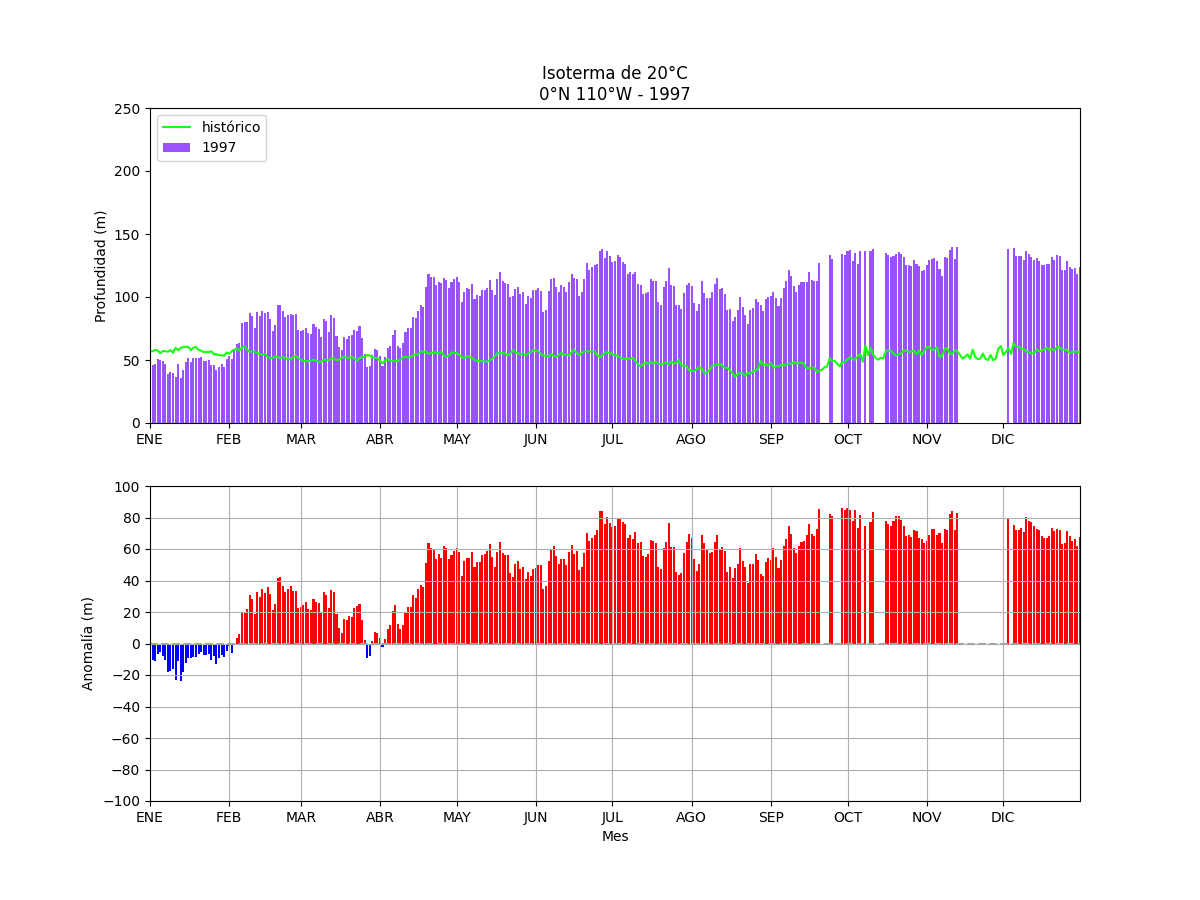 Isoterma de 20°C
0°N 110°W - 1997
histórico
1997
Profundidad (m)
250
200
150
100
50
0
ENE FEB MAR ABR MAY JUN JUL AGO SEP OCT NOV DIC
Anomalía (m)
100
80
60
40
20
0
−20
−40
−60
−80
−100
ENE FEB MAR ABR MAY JUN JUL AGO SEP OCT NOV DIC
Mes